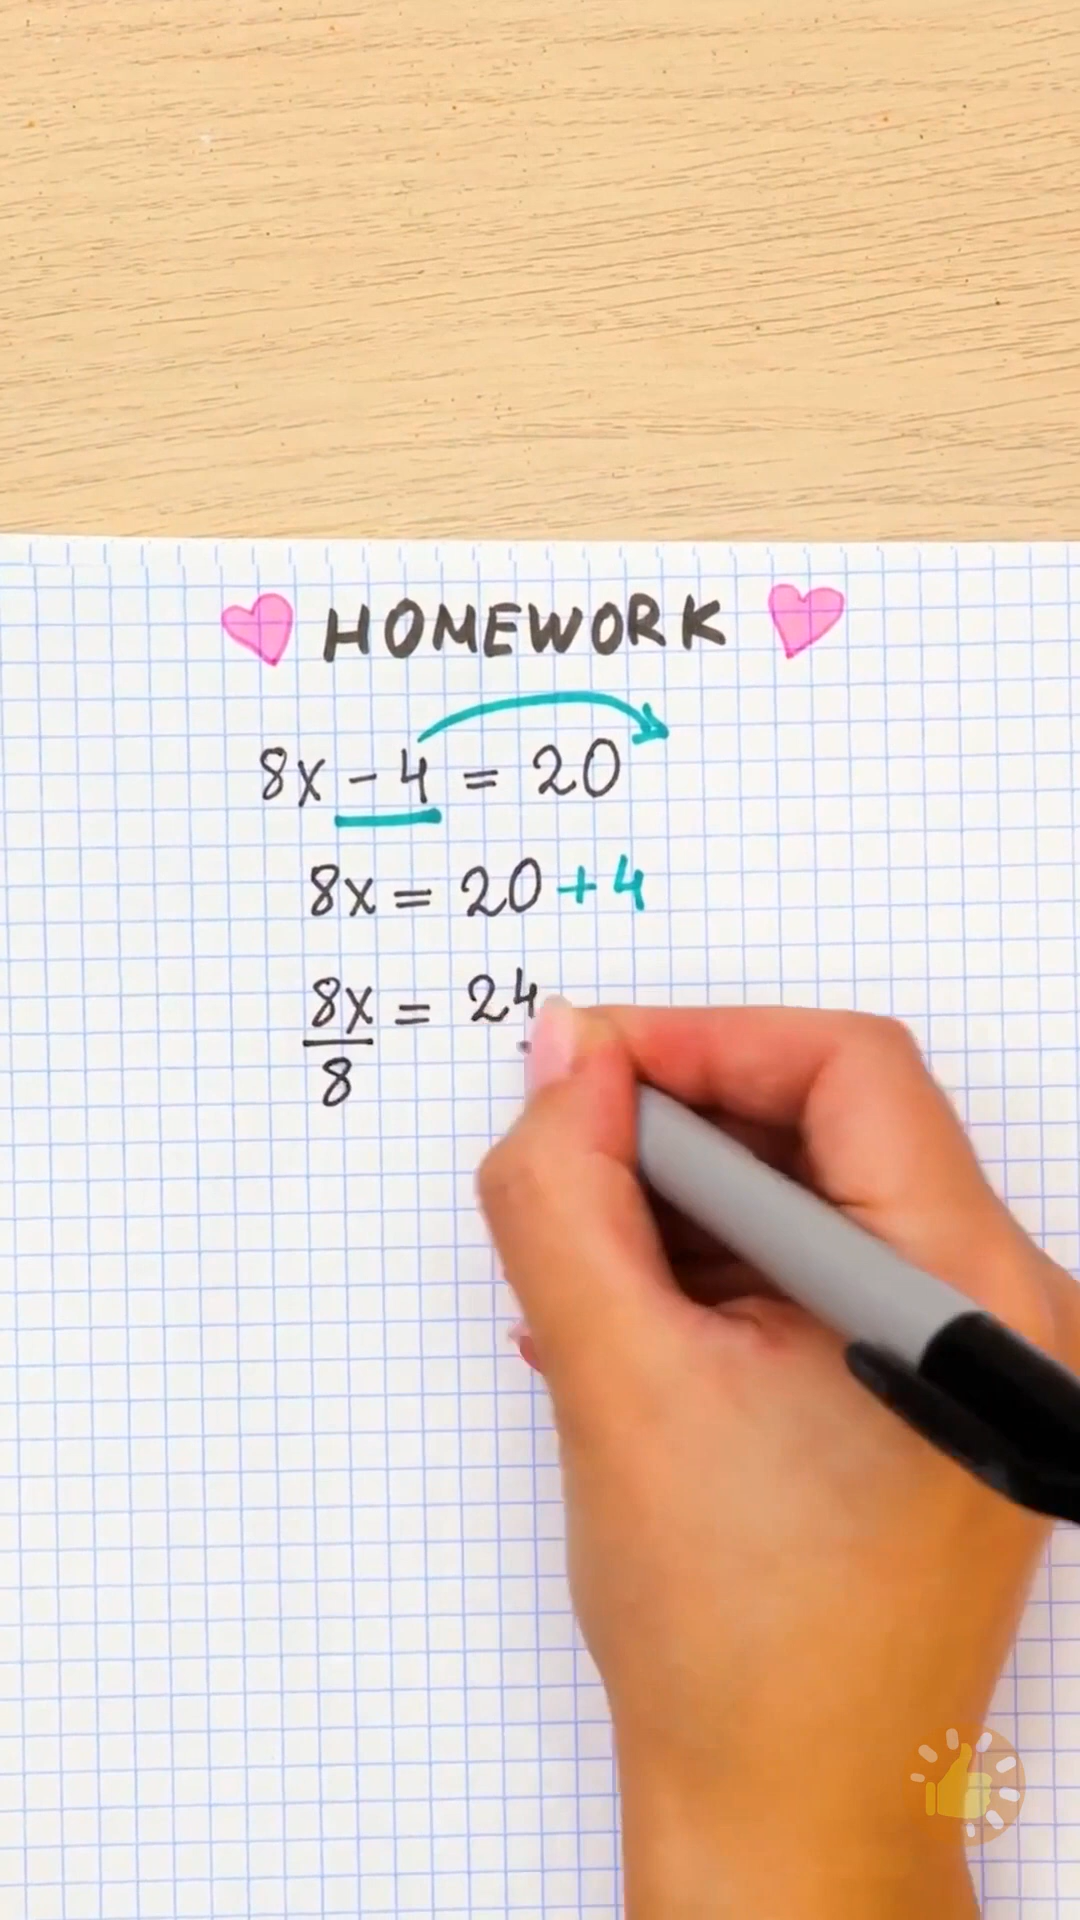 HOMEWORK
8x - 4 = 20
8x = 20 + 4
8x = 24
8